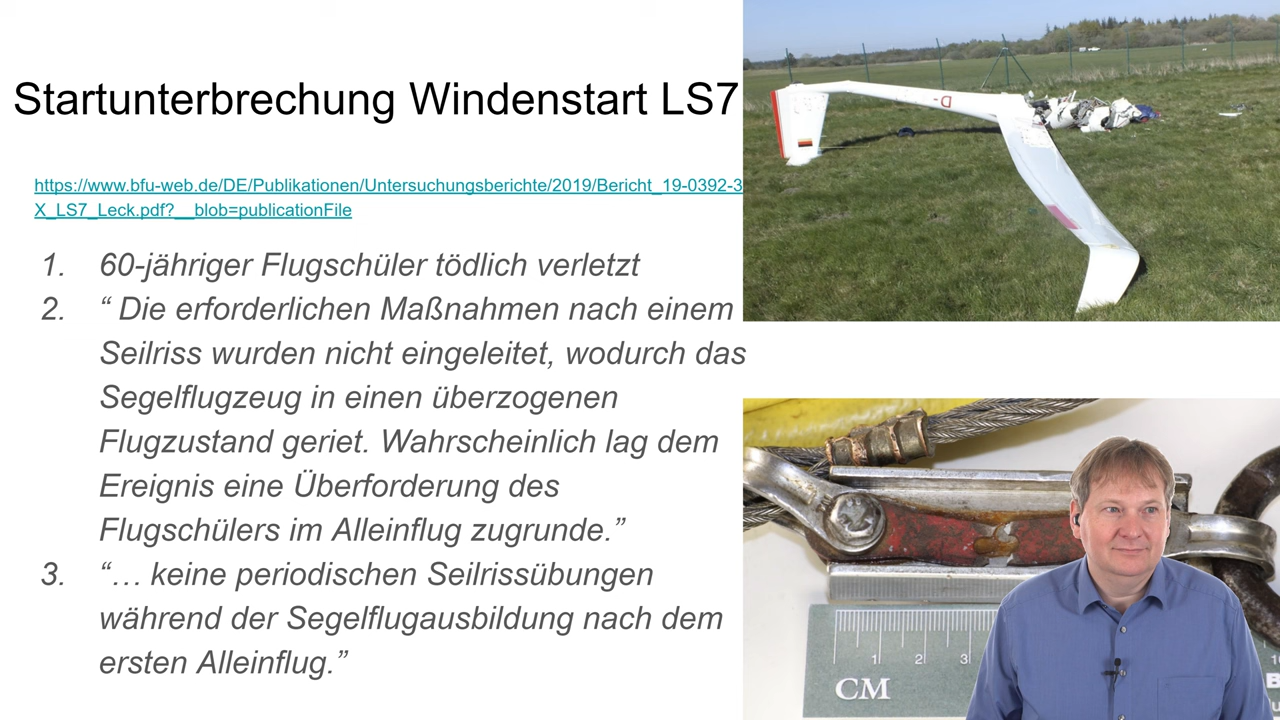 Startunterbrechung Windenstart LS7
https://www.bfu-web.de/DE/Publikationen/Untersuchungsberichte/2019/Bericht_19-0392-3
X_LS7_Leck.pdf?__blob=publicationFile
1. 60-jähriger Flugschüler tödlich verletzt
2. “ Die erforderlichen Maßnahmen nach einem
Seilriss wurden nicht eingeleitet, wodurch das
Segelflugzeug in einen überzogenen
Flugzustand geriet. Wahrscheinlich lag dem
Ereignis eine Überforderung des
Flugschülers im Alleinflug zugrunde.”
3. “… keine periodischen Seilrissübungen
während der Segelflugausbildung nach dem
ersten Alleinflug.”
D-
1 2 3
CM